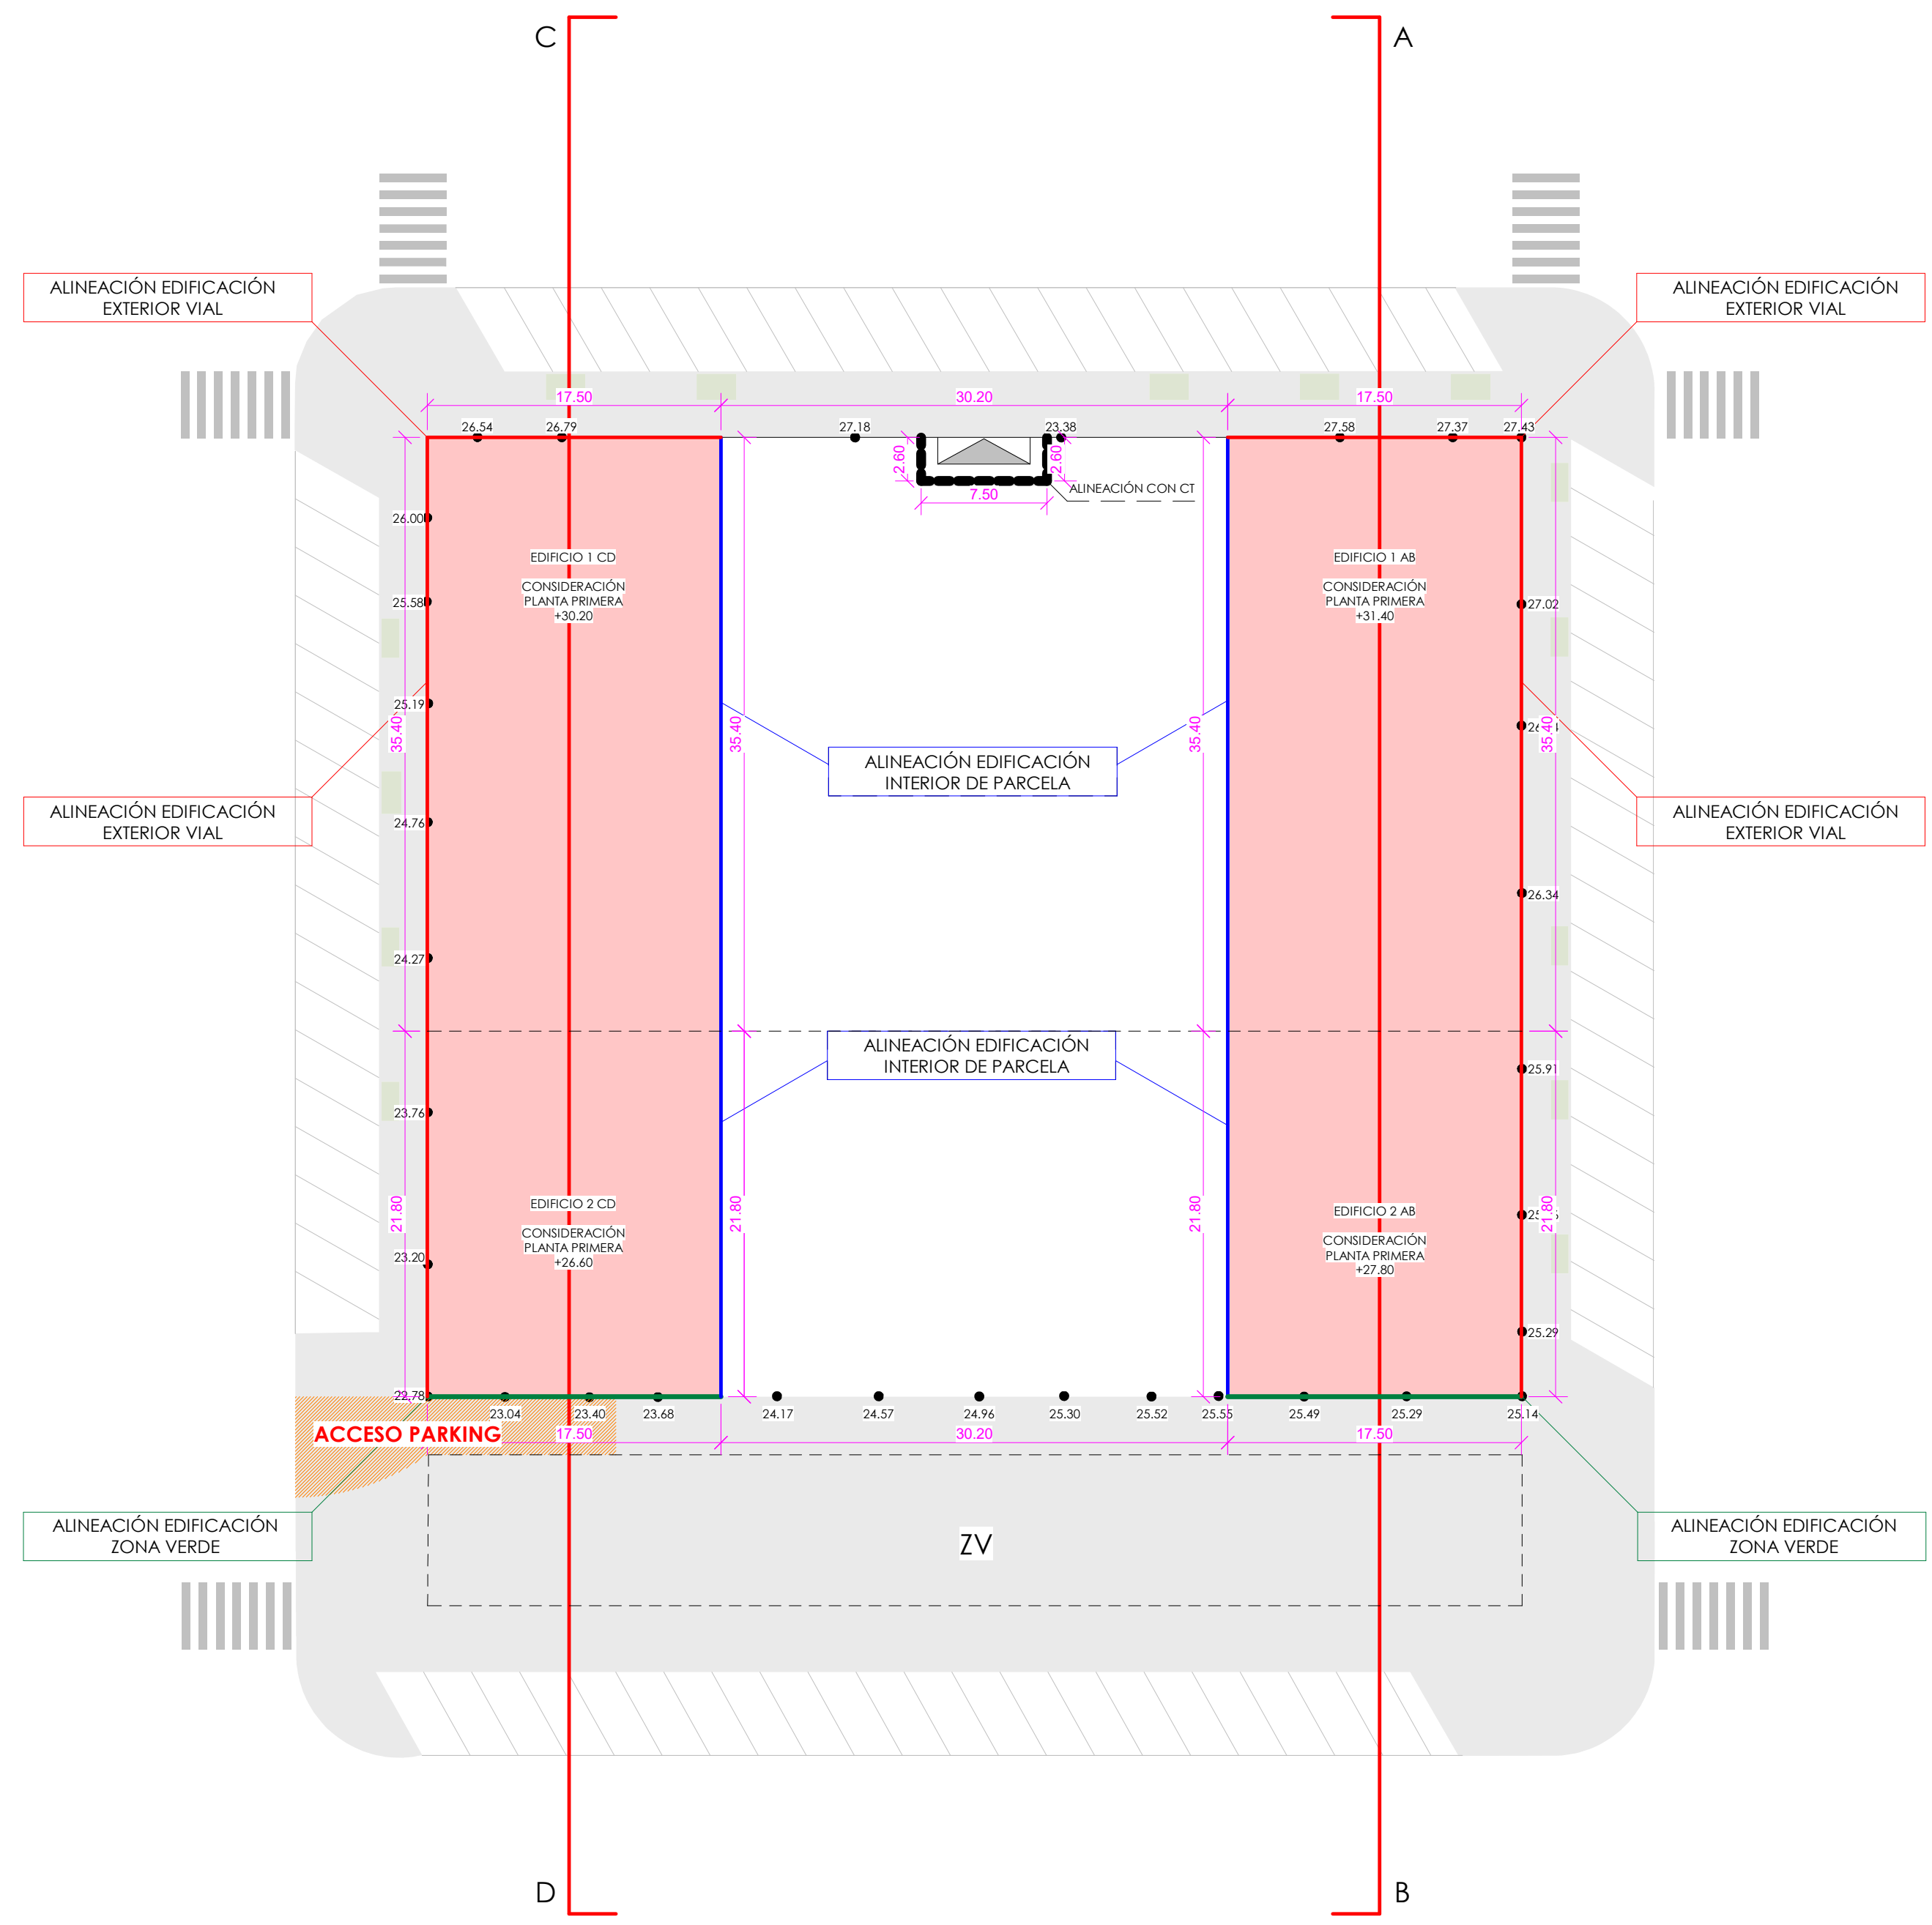 C
A
ALINEACIÓN EDIFICACIÓN
EXTERIOR VIAL
ALINEACIÓN EDIFICACIÓN
EXTERIOR VIAL
17.50
30.20
17.50
26.54
26.79
27.18
23.38
27.58
27.37
27.43
2.60
2.60
7.50
ALINEACIÓN CON CT
26.00
25.58
25.19
24.76
24.27
23.76
23.20
22.78
35.40
35.40
35.40
35.40
EDIFICIO 1 CD
CONSIDERACIÓN
PLANTA PRIMERA
+30.20
EDIFICIO 1 AB
CONSIDERACIÓN
PLANTA PRIMERA
+31.40
27.02
26.34
25.91
25.29
ALINEACIÓN EDIFICACIÓN
INTERIOR DE PARCELA
ALINEACIÓN EDIFICACIÓN
EXTERIOR VIAL
ALINEACIÓN EDIFICACIÓN
EXTERIOR VIAL
ALINEACIÓN EDIFICACIÓN
INTERIOR DE PARCELA
21.80
21.80
21.80
21.80
EDIFICIO 2 CD
CONSIDERACIÓN
PLANTA PRIMERA
+26.60
EDIFICIO 2 AB
CONSIDERACIÓN
PLANTA PRIMERA
+27.80
23.04
23.40
23.68
24.17
24.57
24.96
25.30
25.52
25.55
25.49
25.29
25.14
ACCESO PARKING
17.50
30.20
17.50
ALINEACIÓN EDIFICACIÓN
ZONA VERDE
ZV
ALINEACIÓN EDIFICACIÓN
ZONA VERDE
D
B